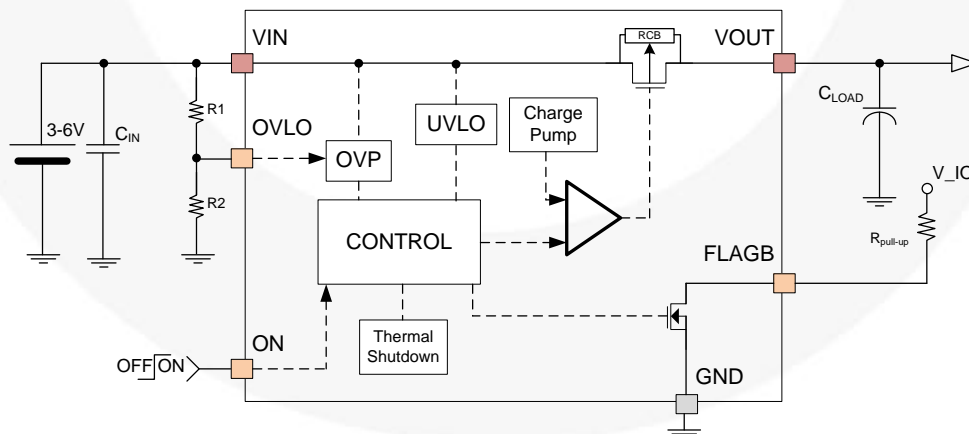 VIN
RCB
VOUT
R1
3-6V
CIN
OVLO
UVLO
Charge
Pump
CLOAD
OVP
V_IO
R2
CONTROL
Rpull-up
FLAGB
Thermal
Shutdown
ON
OFF ON
GND